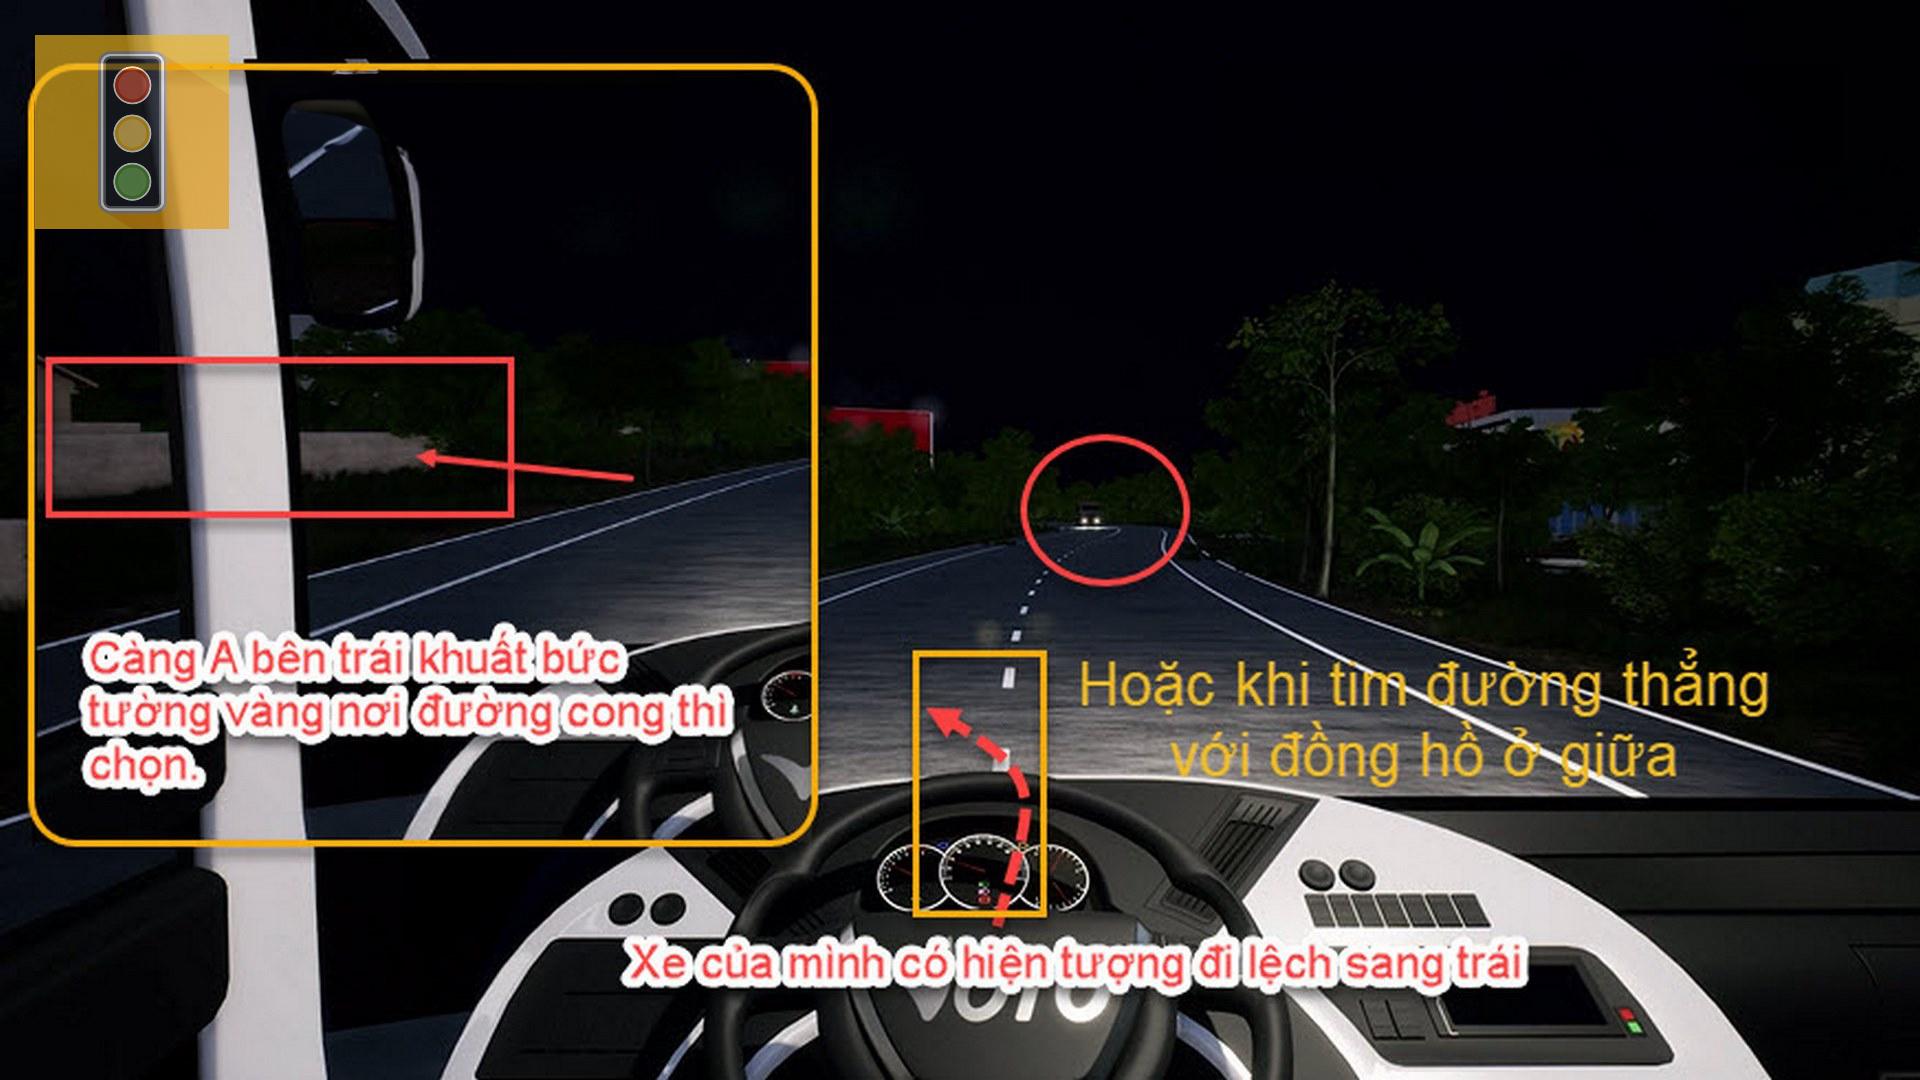 Càng A bên trái khuất bức
tường vàng nơi đường cong thì
chọn.
Hoặc khi tim đường thẳng
với đồng hồ ở giữa
Xe của mình có hiện tượng đi lệch sang trái